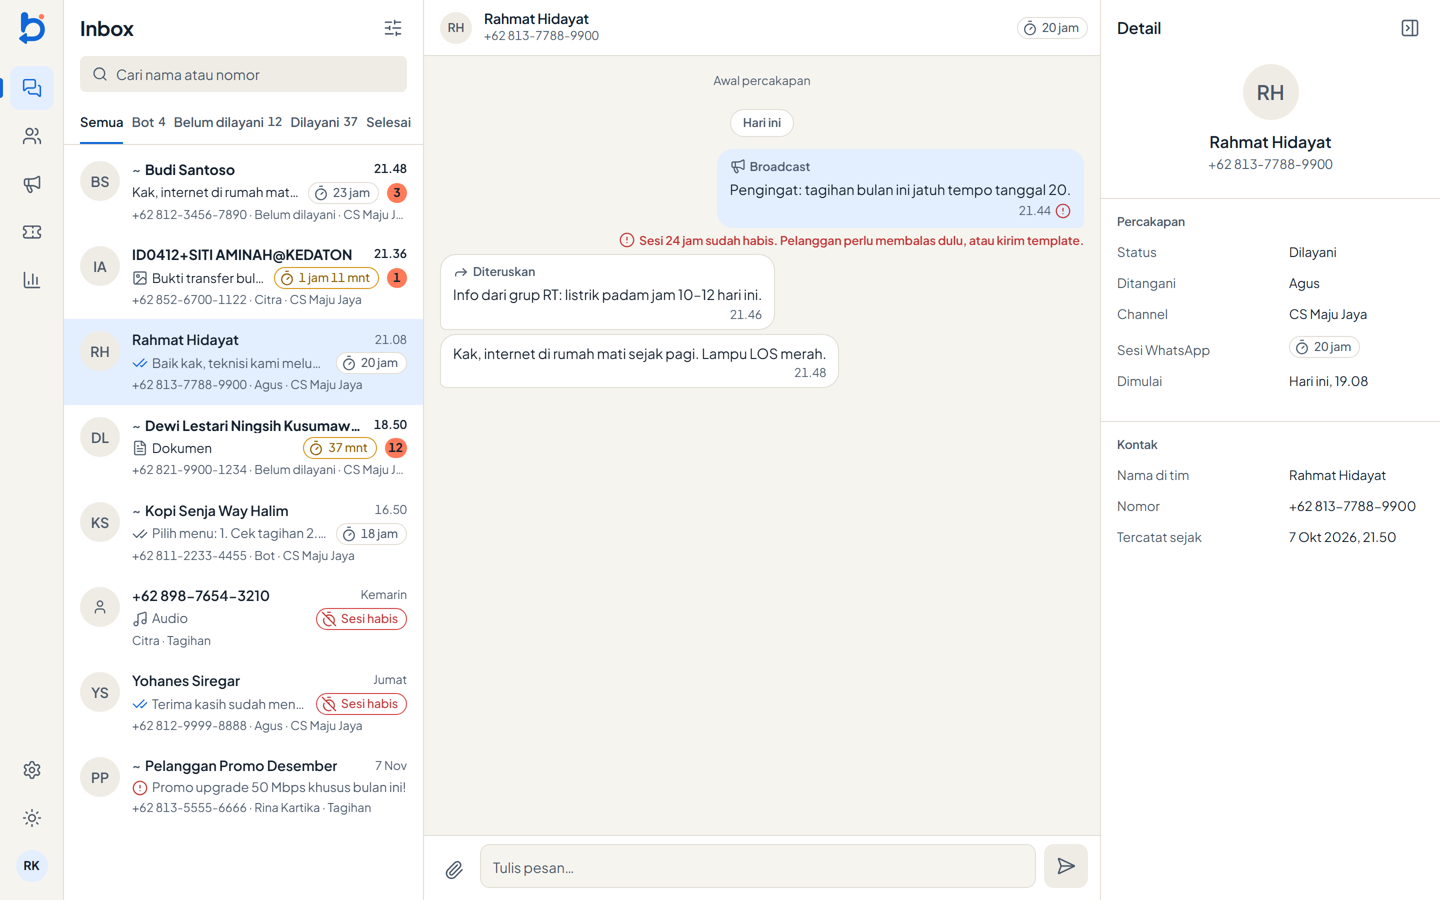 Inbox
Cari nama atau nomor
Semua Bot 4 Belum dilayani 12 Dilayani 37 Selesai
BS
~ Budi Santoso 21.48
Kak, internet di rumah mat... 23 jam 3
+62 812-3456-7890 · Belum dilayani · CS Maju J...
IA
ID0412+SITI AMINAH@KEDATON 21.36
Bukti transfer bul... 1 jam 11 mnt 1
+62 852-6700-1122 · Citra · CS Maju Jaya
RH
Rahmat Hidayat 21.08
Baik kak, teknisi kami melu... 20 jam
+62 813-7788-9900 · Agus · CS Maju Jaya
DL
~ Dewi Lestari Ningsih Kusumaw... 18.50
Dokumen 37 mnt 12
+62 821-9900-1234 · Belum dilayani · CS Maju J...
KS
~ Kopi Senja Way Halim 16.50
Pilih menu: 1. Cek tagihan 2.... 18 jam
+62 811-2233-4455 · Bot · CS Maju Jaya
+62 898-7654-3210 Kemarin
Audio Sesi habis
Citra · Tagihan
YS
Yohanes Siregar Jumat
Terima kasih sudah men... Sesi habis
+62 812-9999-8888 · Agus · CS Maju Jaya
PP
~ Pelanggan Promo Desember 7 Nov
Promo upgrade 50 Mbps khusus bulan ini!
+62 813-5555-6666 · Rina Kartika · Tagihan
RK
RH
Rahmat Hidayat
+62 813-7788-9900
20 jam
Awal percakapan
Hari ini
Broadcast
Pengingat: tagihan bulan ini jatuh tempo tanggal 20.
21.44
Sesi 24 jam sudah habis. Pelanggan perlu membalas dulu, atau kirim template.
Diteruskan
Info dari grup RT: listrik padam jam 10–12 hari ini.
21.46
Kak, internet di rumah mati sejak pagi. Lampu LOS merah.
21.48
Tulis pesan...
Detail
RH
Rahmat Hidayat
+62 813-7788-9900
Percakapan
Status Dilayani
Ditangani Agus
Channel CS Maju Jaya
Sesi WhatsApp 20 jam
Dimulai Hari ini, 19.08
Kontak
Nama di tim Rahmat Hidayat
Nomor +62 813-7788-9900
Tercatat sejak 7 Okt 2026, 21.50